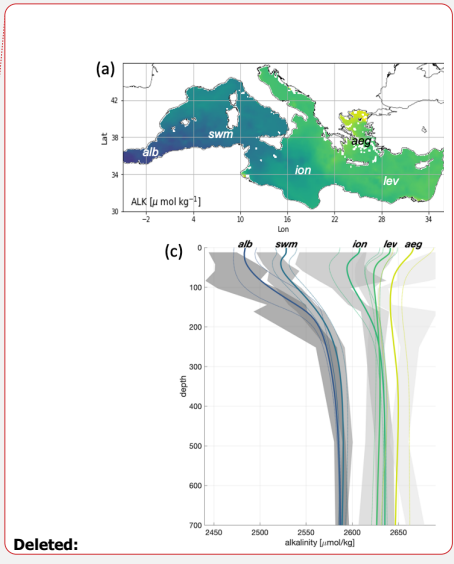 (a)
42
38
34
30
Lat
swm
alb
aeg
ion
lev
ALK [μ mol kg⁻¹]
−2 4 10 16 22 28 34
Lon
(c)
alb swm ion lev aeg
0
100
200
300
400
500
600
700
depth
2450 2500 2550 2600 2650
alkalinity [μmol/kg]
Deleted: